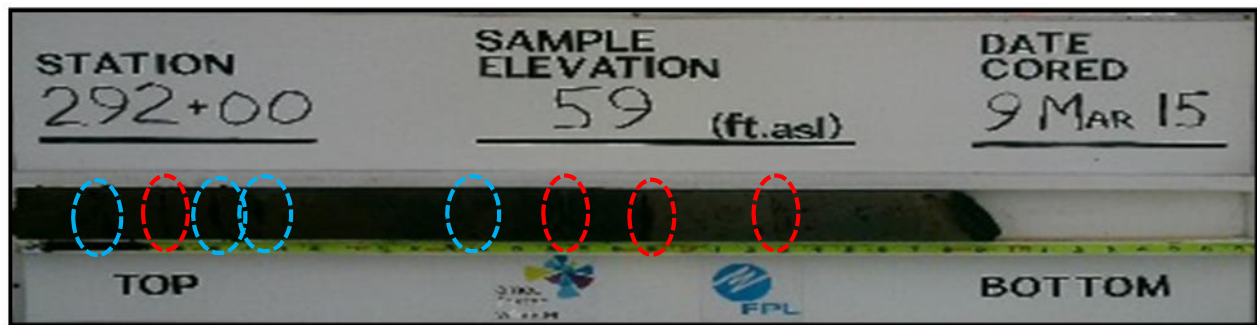 STATION
292+00
SAMPLE
ELEVATION
59
(ft.asl)
DATE
CORED
9 MAR 15
TOP
FPL
BOTTOM